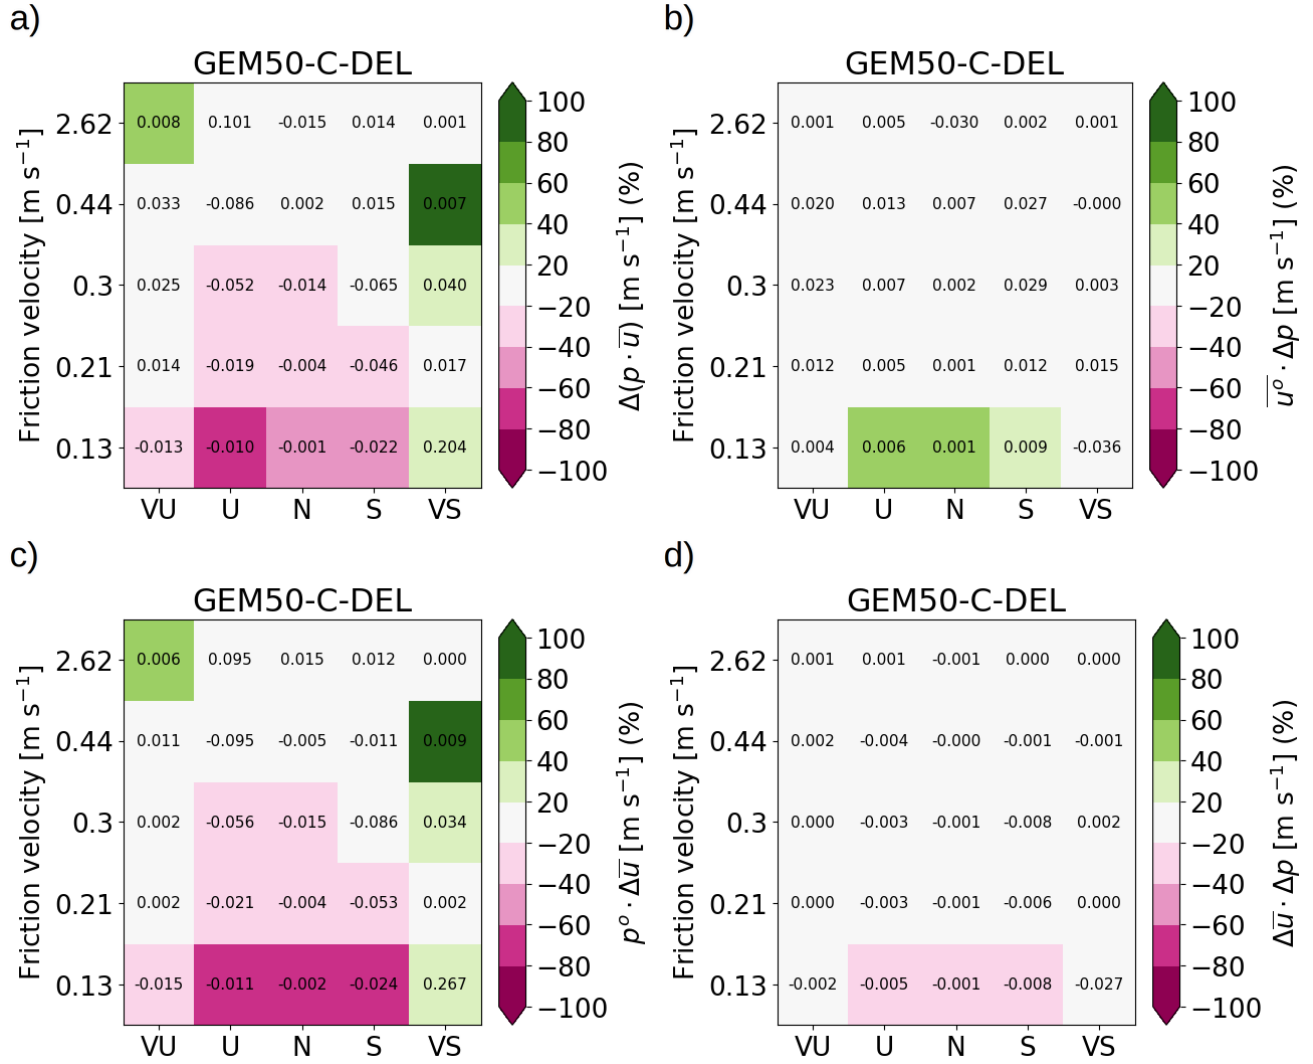 a)
GEM50-C-DEL
Friction velocity [m s⁻¹]
2.62 0.008 0.101 -0.015 0.014 0.001
0.44 0.033 -0.086 0.002 0.015 0.007
0.3 0.025 -0.052 -0.014 -0.065 0.040
0.21 0.014 -0.019 -0.004 -0.046 0.017
0.13 -0.013 -0.010 -0.001 -0.022 0.204
VU U N S VS
100
80
60
40
20
−20
−40
−60
−80
−100
Δ(p · u̅) [m s⁻¹] (%)
b)
GEM50-C-DEL
Friction velocity [m s⁻¹]
2.62 0.001 0.005 -0.030 0.002 0.001
0.44 0.020 0.013 0.007 0.027 -0.000
0.3 0.023 0.007 0.002 0.029 0.003
0.21 0.012 0.005 0.001 0.012 0.015
0.13 0.004 0.006 0.001 0.009 -0.036
VU U N S VS
100
80
60
40
20
−20
−40
−60
−80
−100
u̅ᵒ · Δp [m s⁻¹] (%)
c)
GEM50-C-DEL
Friction velocity [m s⁻¹]
2.62 0.006 0.095 0.015 0.012 0.000
0.44 0.011 -0.095 -0.005 -0.011 0.009
0.3 0.002 -0.056 -0.015 -0.086 0.034
0.21 0.002 -0.021 -0.004 -0.053 0.002
0.13 -0.015 -0.011 -0.002 -0.024 0.267
VU U N S VS
100
80
60
40
20
−20
−40
−60
−80
−100
pᵒ · Δu̅ [m s⁻¹] (%)
d)
GEM50-C-DEL
Friction velocity [m s⁻¹]
2.62 0.001 0.001 -0.001 0.000 0.000
0.44 0.002 -0.004 -0.000 -0.001 -0.001
0.3 0.000 -0.003 -0.001 -0.008 0.002
0.21 0.000 -0.003 -0.001 -0.006 0.000
0.13 -0.002 -0.005 -0.001 -0.008 -0.027
VU U N S VS
100
80
60
40
20
−20
−40
−60
−80
−100
Δu̅ · Δp [m s⁻¹] (%)